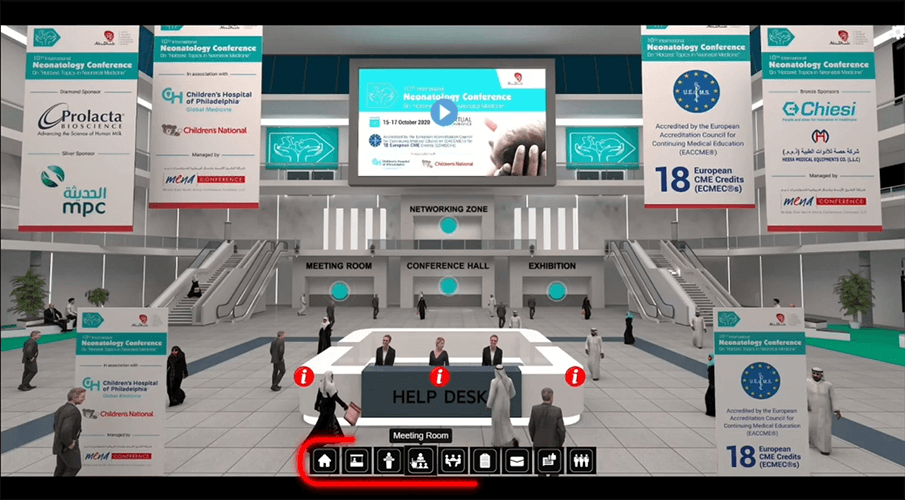 10TH International
Neonatology Conference
On "Hottest Topics in Neonatal Medicine"
Diamond Sponsor
Prolacta
BIOSCIENCE
Advancing the Science of Human Milk
Silver Sponsor
الحديثة
mpc
10TH International
Neonatology Conference
On "Hottest Topics in Neonatal Medicine"
In association with
CH Children's Hospital
of Philadelphia
Global Medicine
Children's National
Managed by
mena CONFERENCE
10TH International
Neonatology Conference
15-17 October 2020
Accredited by the European Accreditation Council
for Continuing Medical Education (EACCME®)
18 European CME Credits (ECMEC®s)
Children's Hospital
of Philadelphia
Children's National
10TH International
Neonatology Conference
On "Hottest Topics in Neonatal Medicine"
U.E.M.S.
Accredited by the European
Accreditation Council for
Continuing Medical Education
(EACCME®)
18 European
CME Credits
(ECMEC®s)
10TH International
Neonatology Conference
On "Hottest Topics in Neonatal Medicine"
Bronze Sponsors
Chiesi
شركة حصة للأدوات الطبية (ذ.م.م)
HESSA MEDICAL EQUIPMENTS CO. (L.L.C)
Managed by
mena CONFERENCE
NETWORKING ZONE
MEETING ROOM
CONFERENCE HALL
EXHIBITION
i
i
i
HELP DESK
10TH International
Neonatology Conference
On "Hottest Topics in Neonatal Medicine"
In association with
CH Children's Hospital
of Philadelphia
Global Medicine
Children's National
Managed by
mena CONFERENCE
10TH International
Neonatology Conference
On "Hottest Topics in Neonatal Medicine"
U.E.M.S.
Accredited by the European
Accreditation Council for
Continuing Medical Education
(EACCME®)
18 European
CME Credits
(ECMEC®s)
Meeting Room